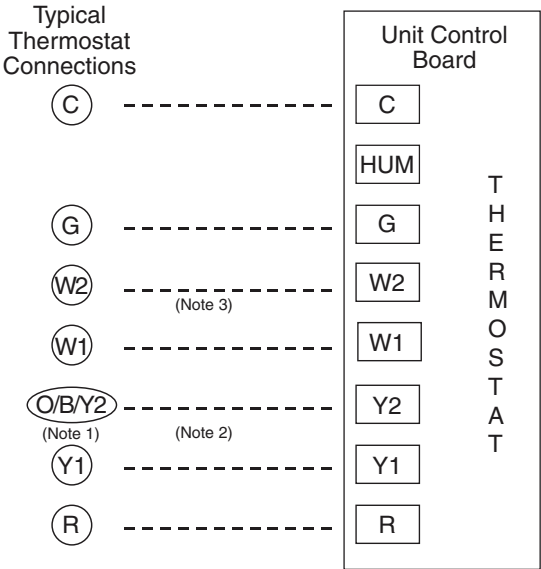 Typical
Thermostat
Connections
Unit Control
Board
C
C
HUM
G
G
W2
W2
(Note 3)
W1
W1
O/B/Y2
Y2
(Note 1)
(Note 2)
Y1
Y1
R
R
THERMOSTAT